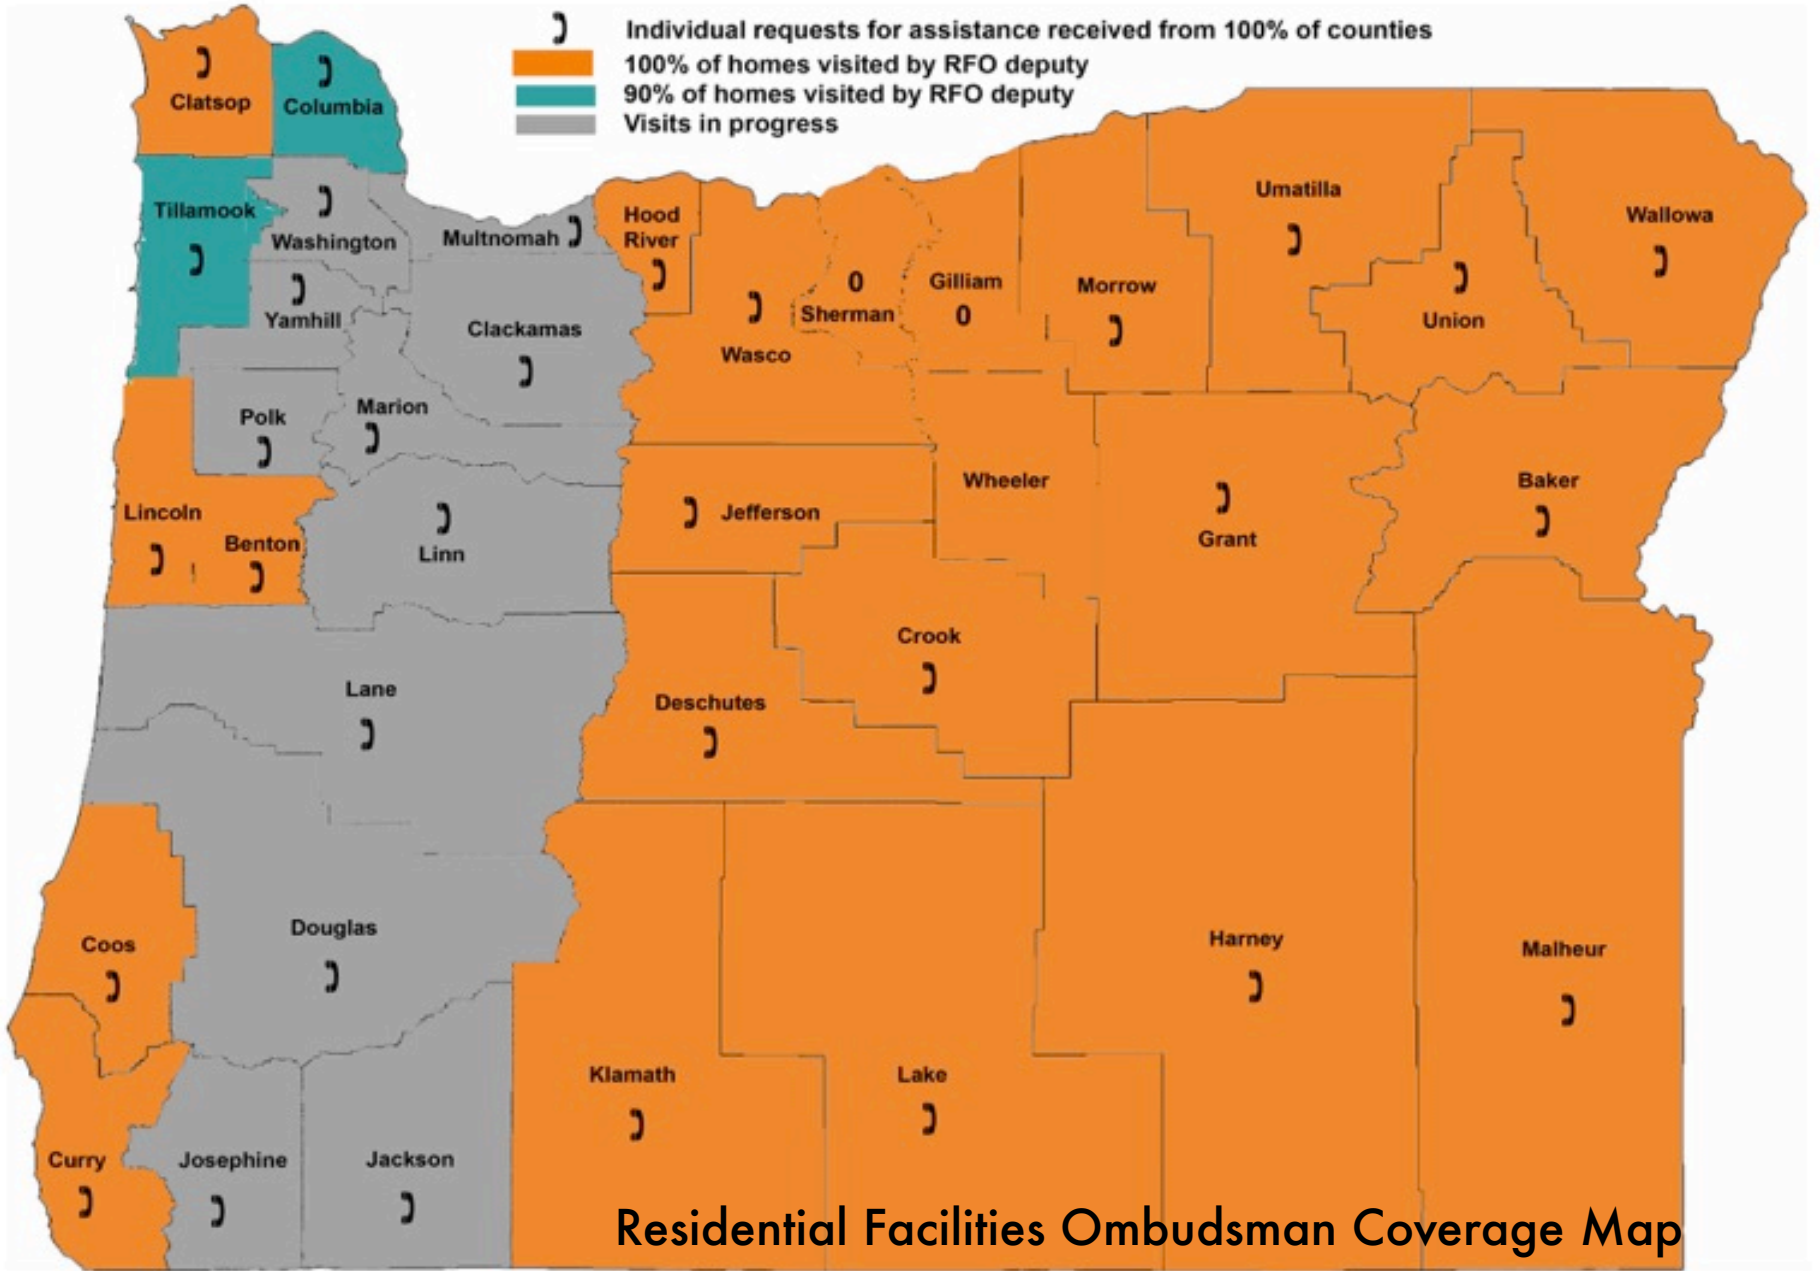 Individual requests for assistance received from 100% of counties
100% of homes visited by RFO deputy
90% of homes visited by RFO deputy
Visits in progress
Clatsop
Columbia
Tillamook
Washington
Multnomah
Hood
River
Yamhill
Clackamas
Wasco
0
Sherman
Gilliam
0
Morrow
Umatilla
Union
Wallowa
Polk
Marion
Lincoln
Benton
Linn
Jefferson
Wheeler
Grant
Baker
Lane
Deschutes
Crook
Coos
Douglas
Harney
Malheur
Curry
Josephine
Jackson
Klamath
Lake
Residential Facilities Ombudsman Coverage Map